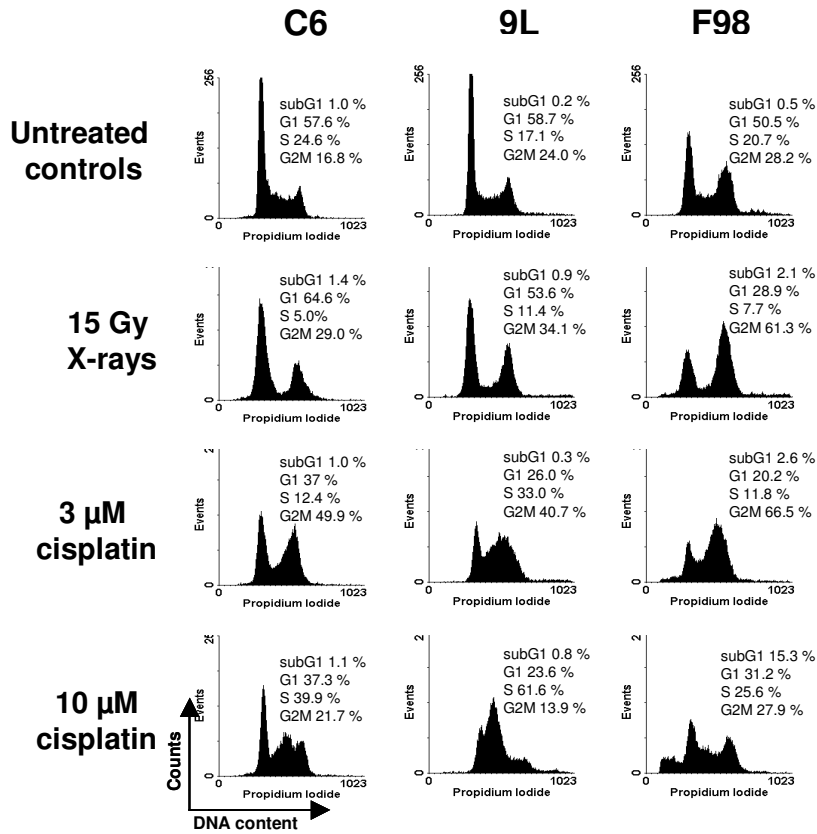 C6 9L F98
Untreated
controls
256
Events
0
0 1023
Propidium Iodide
subG1 1.0 %
G1 57.6 %
S 24.6 %
G2M 16.8 %
256
Events
0
0 1023
Propidium Iodide
subG1 0.2 %
G1 58.7 %
S 17.1 %
G2M 24.0 %
256
Events
0
0 1023
Propidium Iodide
subG1 0.5 %
G1 50.5 %
S 20.7 %
G2M 28.2 %
15 Gy
X-rays
Events
0
0 1023
Propidium Iodide
subG1 1.4 %
G1 64.6 %
S 5.0%
G2M 29.0 %
Events
0
0 1023
Propidium Iodide
subG1 0.9 %
G1 53.6 %
S 11.4 %
G2M 34.1 %
Events
0
0 1023
Propidium Iodide
subG1 2.1 %
G1 28.9 %
S 7.7 %
G2M 61.3 %
3 µM
cisplatin
Events
0
0 1023
Propidium Iodide
subG1 1.0 %
G1 37 %
S 12.4 %
G2M 49.9 %
Events
0
0 1023
Propidium Iodide
subG1 0.3 %
G1 26.0 %
S 33.0 %
G2M 40.7 %
Events
0
0 1023
Propidium Iodide
subG1 2.6 %
G1 20.2 %
S 11.8 %
G2M 66.5 %
10 µM
cisplatin
Events
0
0 1023
Propidium Iodide
subG1 1.1 %
G1 37.3 %
S 39.9 %
G2M 21.7 %
2
Events
0
0 1023
Propidium Iodide
subG1 0.8 %
G1 23.6 %
S 61.6 %
G2M 13.9 %
2
Events
0
0 1023
Propidium Iodide
subG1 15.3 %
G1 31.2 %
S 25.6 %
G2M 27.9 %
Counts
DNA content